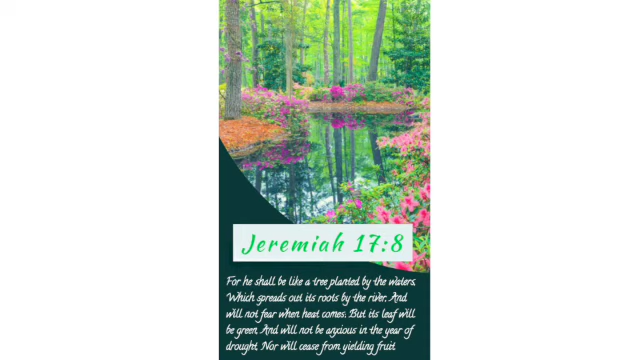 Jeremiah 17:8
For he shall be like a tree planted by the waters,
Which spreads out its roots by the river, And
will not fear when heat comes; But its leaf will
be green, And will not be anxious in the year of
drought, Nor will cease from yielding fruit.